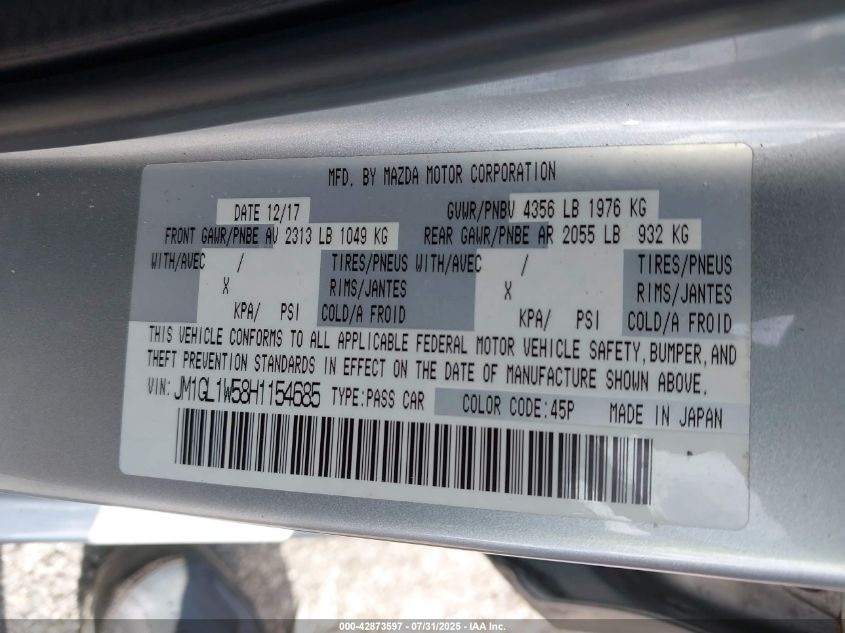 MFD. BY MAZDA MOTOR CORPORATION
DATE 12/17 GVWR/PNBV 4356 LB 1976 KG
FRONT GAWR/PNBE AV 2313 LB 1049 KG REAR GAWR/PNBE AR 2055 LB 932 KG
WITH/AVEC / TIRES/PNEUS WITH/AVEC / TIRES/PNEUS
X RIMS/JANTES X RIMS/JANTES
KPA/ PSI COLD/A FROID KPA/ PSI COLD/A FROID
THIS VEHICLE CONFORMS TO ALL APPLICABLE FEDERAL MOTOR VEHICLE SAFETY, BUMPER, AND
THEFT PREVENTION STANDARDS IN EFFECT ON THE DATE OF MANUFACTURE SHOWN ABOVE.
VIN: JM1GL1W58H1154685 TYPE:PASS CAR COLOR CODE:45P MADE IN JAPAN
000-42873597 - 07/31/2025 - IAA Inc.